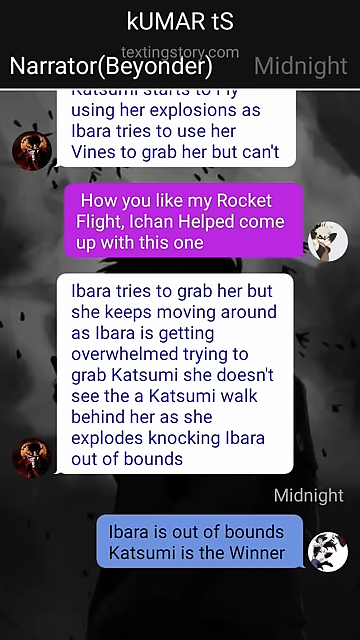 kUMAR tS
textingstory.com
Narrator(Beyonder) Midnight
Katsumi starts to Fly
using her explosions as
Ibara tries to use her
Vines to grab her but can't
How you like my Rocket
Flight, Ichan Helped come
up with this one
Ibara tries to grab her but
she keeps moving around
as Ibara is getting
overwhelmed trying to
grab Katsumi she doesn't
see the a Katsumi walk
behind her as she
explodes knocking Ibara
out of bounds
Midnight
Ibara is out of bounds
Katsumi is the Winner